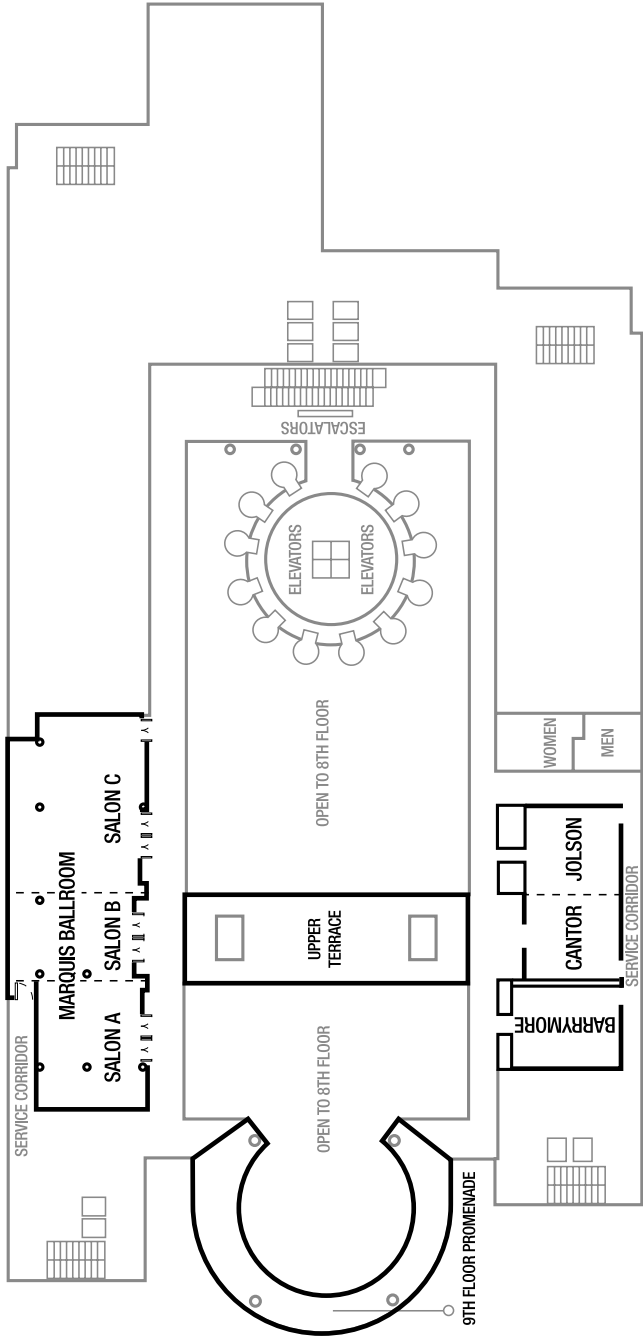 ESCALATORS
ELEVATORS
ELEVATORS
OPEN TO 8TH FLOOR
WOMEN
MEN
MARQUIS BALLROOM
SALON C
SALON B
SALON A
SERVICE CORRIDOR
UPPER
TERRACE
JOLSON
CANTOR
BARRYMORE
SERVICE CORRIDOR
OPEN TO 8TH FLOOR
9TH FLOOR PROMENADE